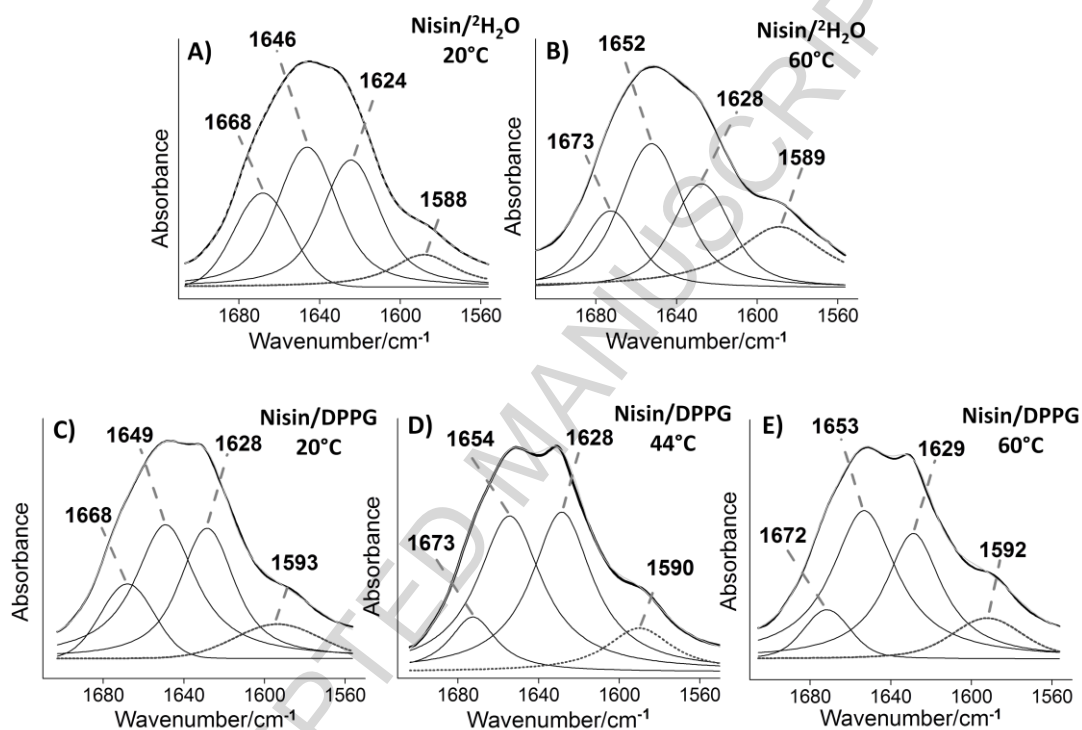 A)
Nisin/²H₂O
20°C
1646
1624
1668
1588
Absorbance
1680 1640 1600 1560
Wavenumber/cm⁻¹
B)
Nisin/²H₂O
60°C
1652
1628
1673
1589
Absorbance
1680 1640 1600 1560
Wavenumber/cm⁻¹
C)
Nisin/DPPG
20°C
1649
1628
1668
1593
Absorbance
1680 1640 1600 1560
Wavenumber/cm⁻¹
D)
Nisin/DPPG
44°C
1654
1628
1673
1590
Absorbance
1680 1640 1600 1560
Wavenumber/cm⁻¹
E)
Nisin/DPPG
60°C
1653
1629
1672
1592
Absorbance
1680 1640 1600 1560
Wavenumber/cm⁻¹
PTED MANUSCRIP